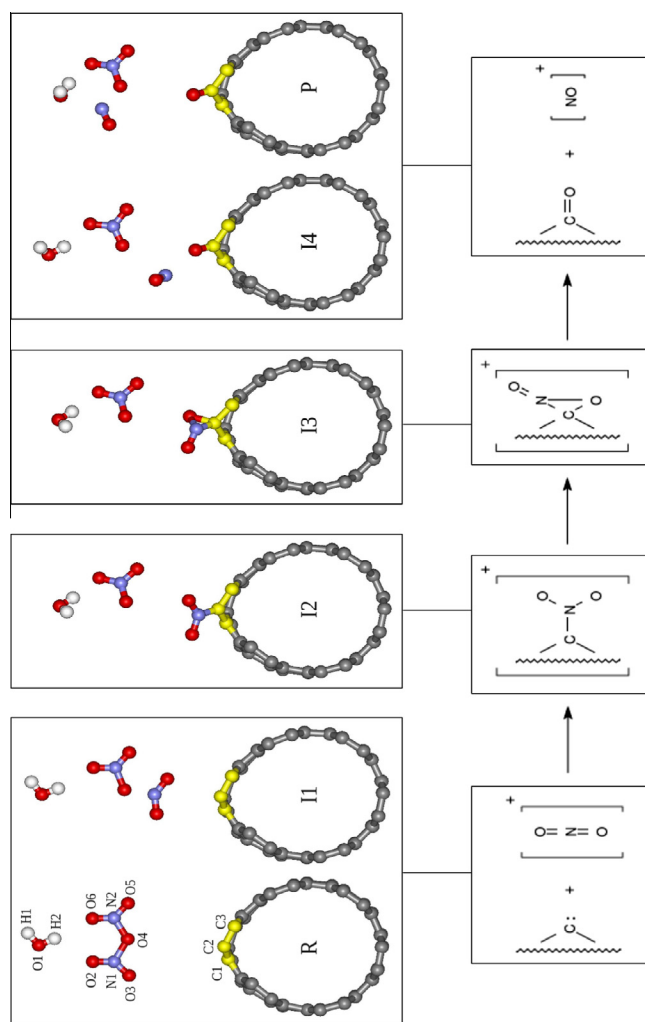 H1
O1
H2
O2 O6
N1 N2
O3 O5
O4
C1 C2 C3
R I1 I2 I3 I4 P
C: + [O=N=O]+
[C–N O O]+
[C N=O O]+
C=O + [NO]+